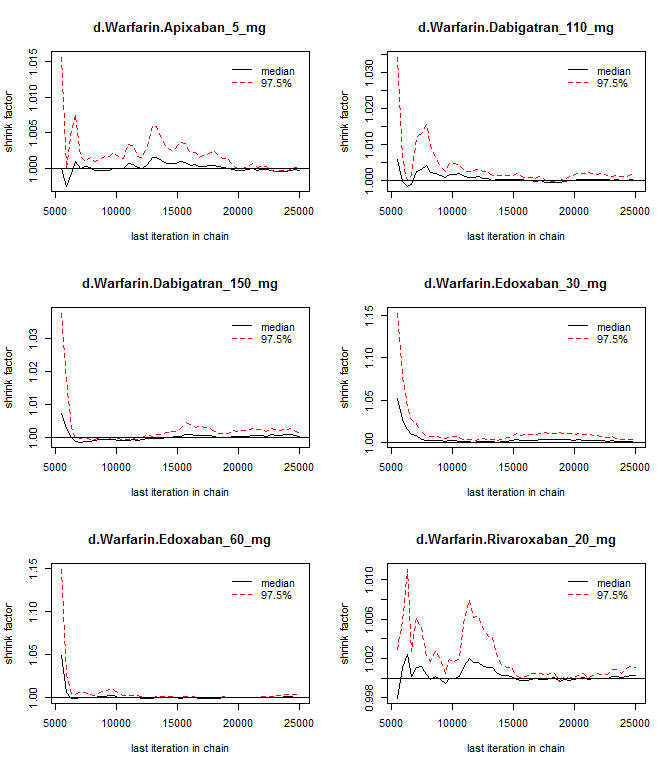 d.Warfarin.Apixaban_5_mg
shrink factor
1.000 1.005 1.010 1.015
median
97.5%
5000 10000 15000 20000 25000
last iteration in chain
d.Warfarin.Dabigatran_110_mg
shrink factor
1.000 1.010 1.020 1.030
median
97.5%
5000 10000 15000 20000 25000
last iteration in chain
d.Warfarin.Dabigatran_150_mg
shrink factor
1.00 1.01 1.02 1.03
median
97.5%
5000 10000 15000 20000 25000
last iteration in chain
d.Warfarin.Edoxaban_30_mg
shrink factor
1.00 1.05 1.10 1.15
median
97.5%
5000 10000 15000 20000 25000
last iteration in chain
d.Warfarin.Edoxaban_60_mg
shrink factor
1.00 1.05 1.10 1.15
median
97.5%
5000 10000 15000 20000 25000
last iteration in chain
d.Warfarin.Rivaroxaban_20_mg
shrink factor
0.998 1.002 1.006 1.010
median
97.5%
5000 10000 15000 20000 25000
last iteration in chain